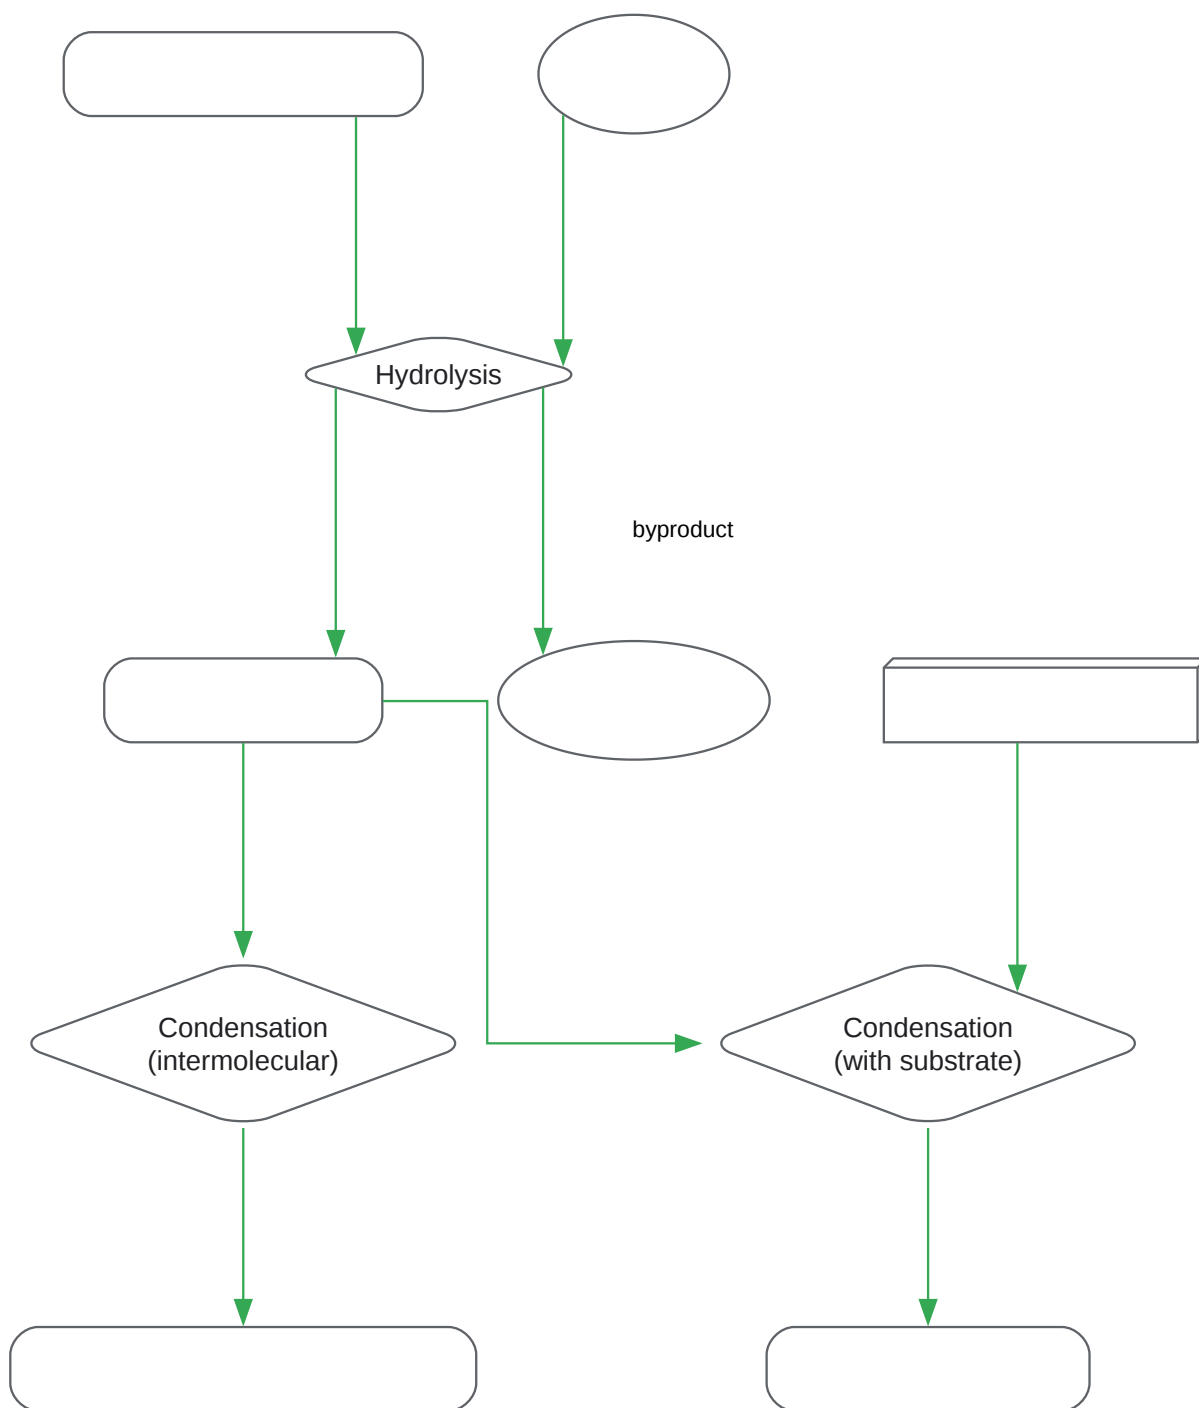 Hydrolysis
byproduct
Condensation
(intermolecular)
Condensation
(with substrate)